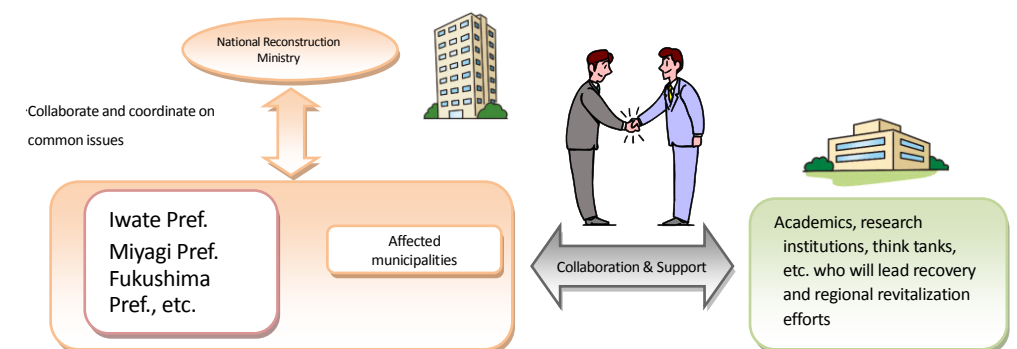 National Reconstruction
Ministry
·Collaborate and coordinate on
common issues
Iwate Pref.
Miyagi Pref.
Fukushima
Pref., etc.
Affected
municipalities
Collaboration & Support
Academics, research
institutions, think tanks,
etc. who will lead recovery
and regional revitalization
efforts